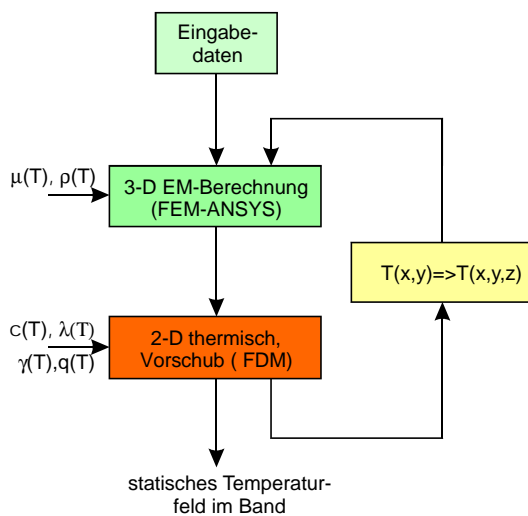 Eingabe-
daten
μ(T), ρ(T)
3-D EM-Berechnung
(FEM-ANSYS)
T(x,y)=>T(x,y,z)
c(T), λ(T)
γ(T),q(T)
2-D thermisch,
Vorschub ( FDM)
statisches Temperatur-
feld im Band